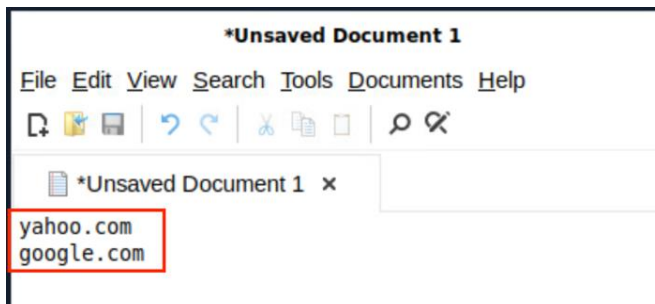 *Unsaved Document 1
File Edit View Search Tools Documents Help
*Unsaved Document 1 ×
yahoo.com
google.com